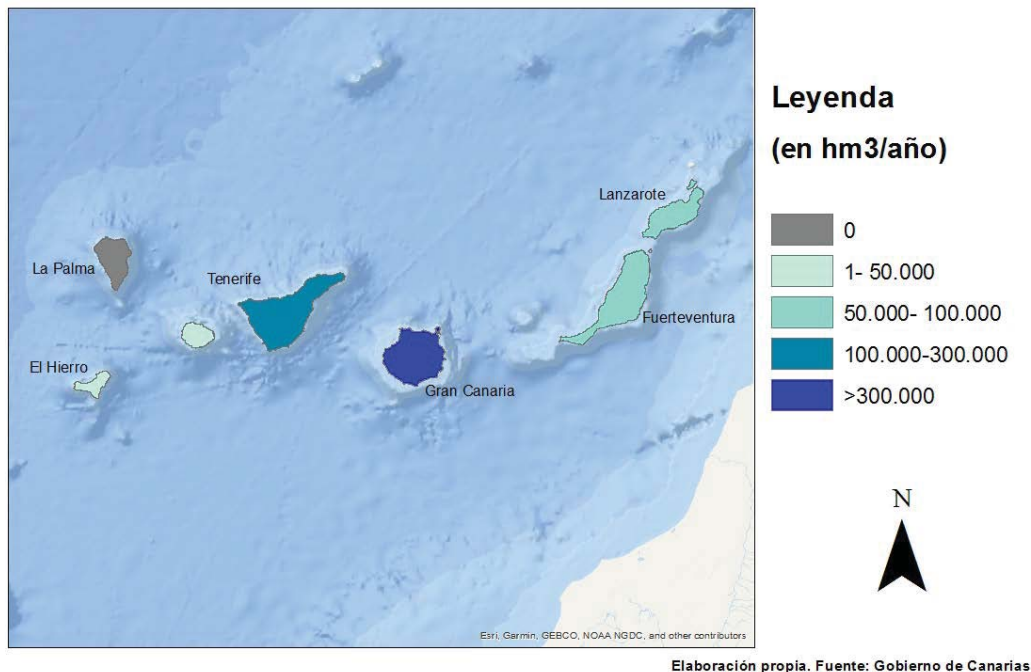 Leyenda
(en hm3/año)
0
1- 50.000
50.000- 100.000
100.000-300.000
>300.000
N
Lanzarote
La Palma
Tenerife
Fuerteventura
El Hierro
Gran Canaria
Esri, Garmin, GEBCO, NOAA NGDC, and other contributors
Elaboración propia. Fuente: Gobierno de Canarias